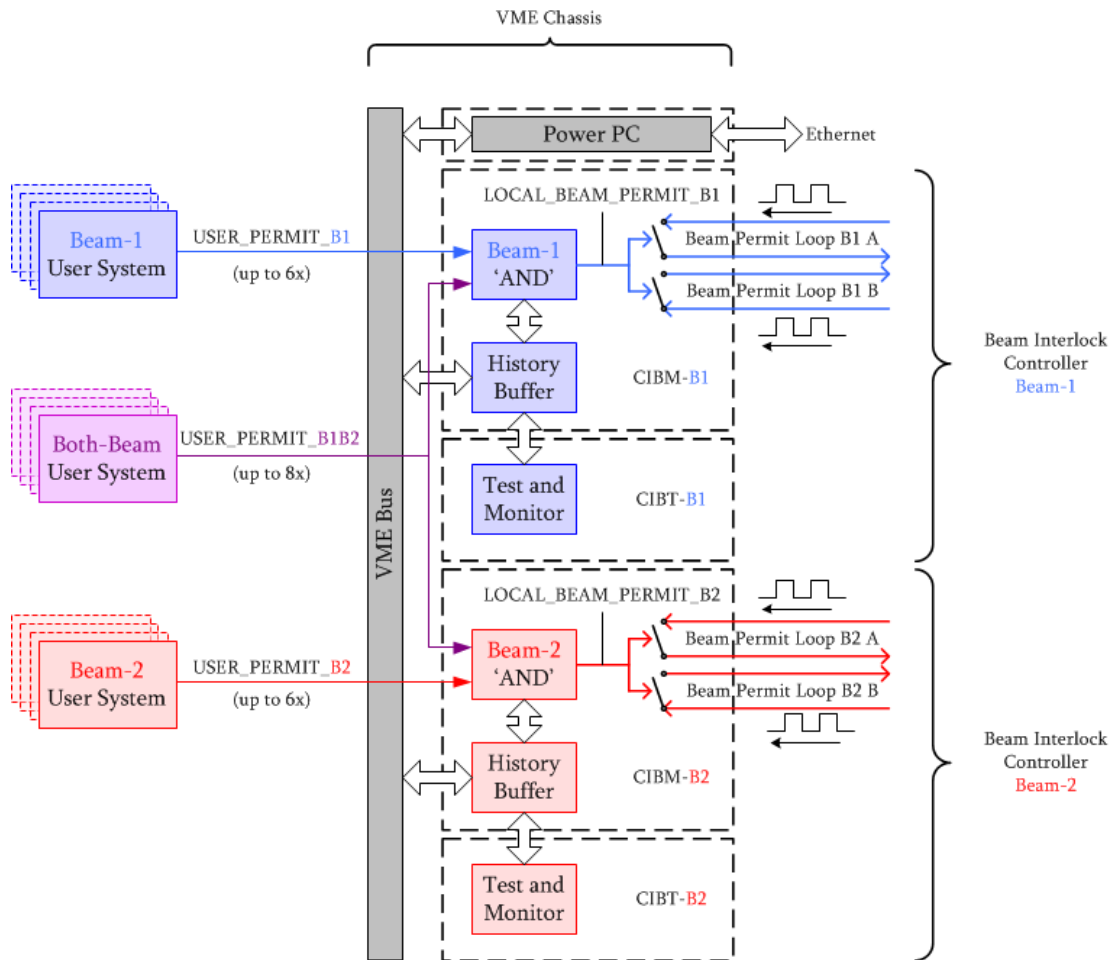 VME Chassis
Power PC
Ethernet
LOCAL_BEAM_PERMIT_B1
Beam-1
User System
USER_PERMIT_B1
(up to 6x)
Beam-1
‘AND’
Beam Permit Loop B1 A
Beam Permit Loop B1 B
History
Buffer
CIBM-B1
Beam Interlock
Controller
Beam-1
Both-Beam
User System
USER_PERMIT_B1B2
(up to 8x)
Test and
Monitor
CIBT-B1
VME Bus
LOCAL_BEAM_PERMIT_B2
Beam-2
User System
USER_PERMIT_B2
(up to 6x)
Beam-2
‘AND’
Beam Permit Loop B2 A
Beam Permit Loop B2 B
History
Buffer
CIBM-B2
Beam Interlock
Controller
Beam-2
Test and
Monitor
CIBT-B2